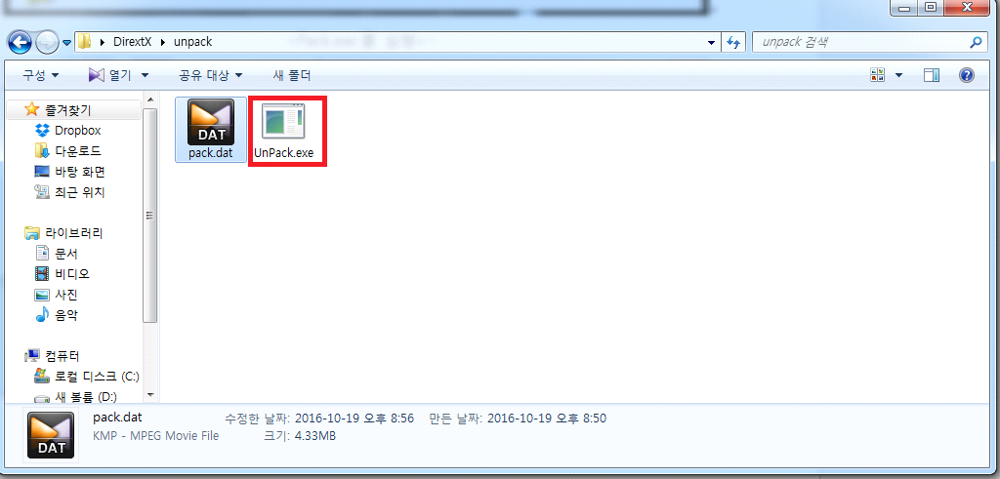 DirextX ▸ unpack
unpack 검색
구성 열기 공유 대상 새 폴더
즐겨찾기
Dropbox
다운로드
바탕 화면
최근 위치
라이브러리
문서
비디오
사진
음악
컴퓨터
로컬 디스크 (C:)
새 볼륨 (D:)
DAT
pack.dat
UnPack.exe
DAT
pack.dat
수정한 날짜: 2016-10-19 오후 8:56 만든 날짜: 2016-10-19 오후 8:50
KMP - MPEG Movie File
크기: 4.33MB